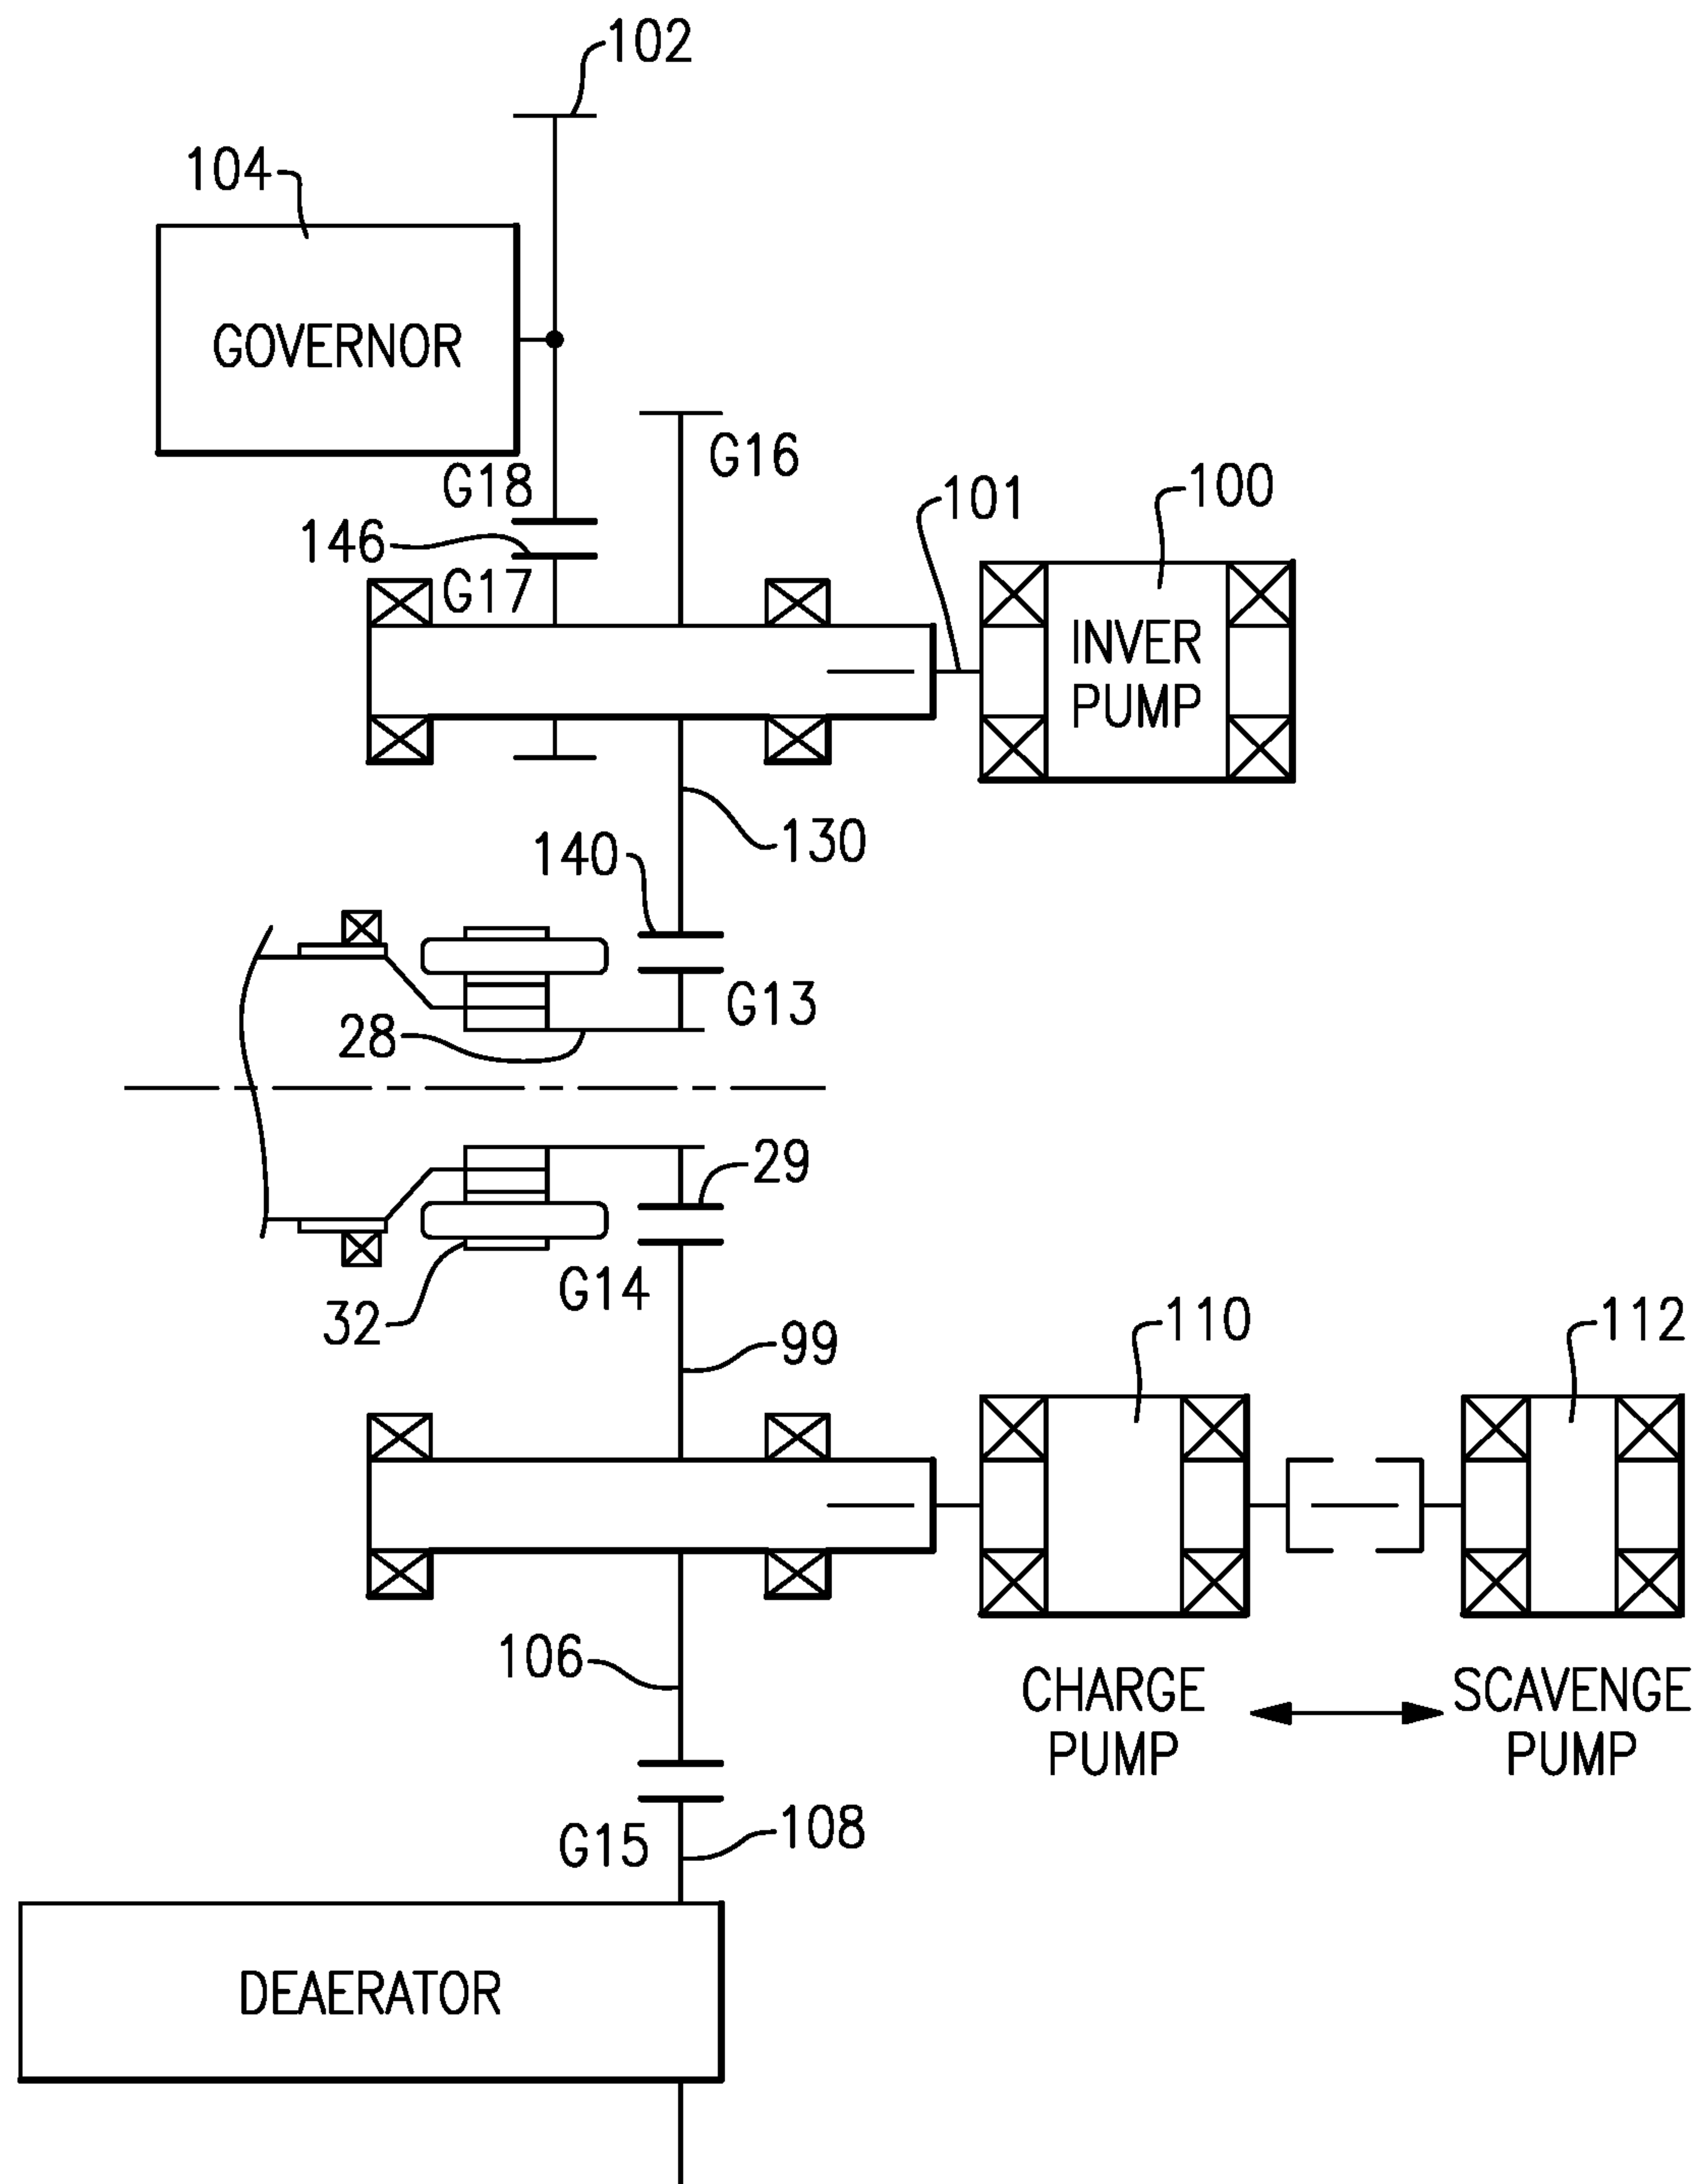 102
104
GOVERNOR
G16
G18
101
100
146
G17
INVER
PUMP
130
140
G13
28
29
G14
32
99
110
112
106
CHARGE
PUMP
SCAVENGE
PUMP
G15
108
DEAERATOR